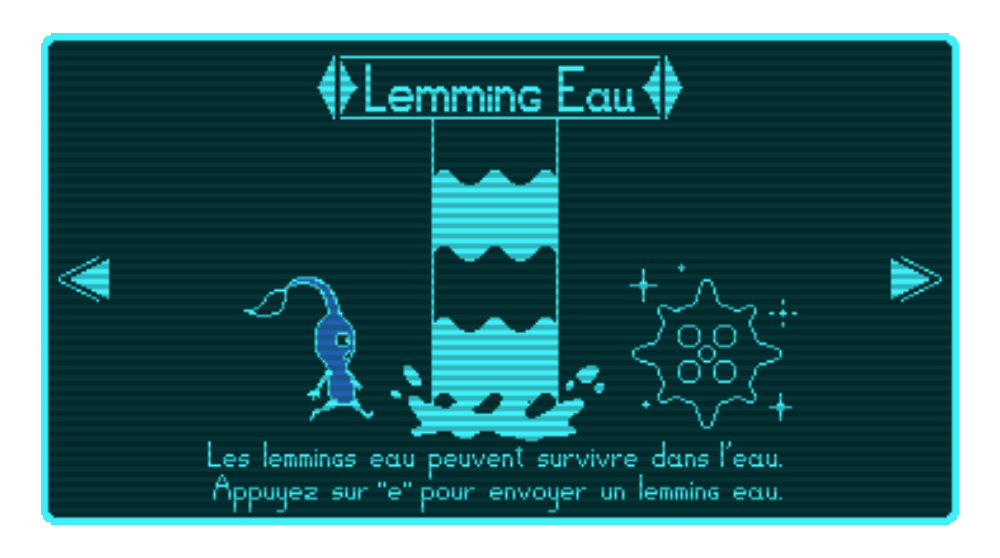 Lemming Eau
Les lemmings eau peuvent survivre dans l'eau.
Appuyez sur "e" pour envoyer un lemming eau.